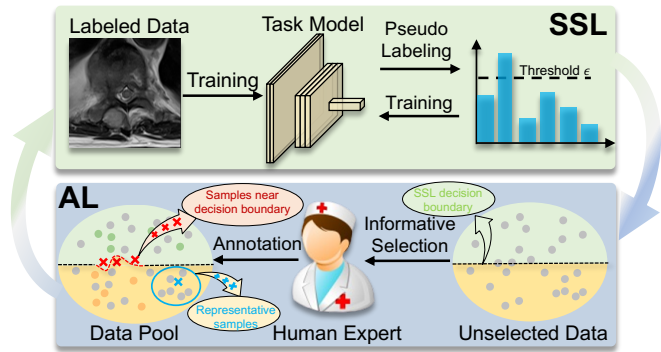 Labeled Data
Task Model
SSL
Training
Pseudo
Labeling
Training
Threshold ϵ
AL
Samples near
decision boundary
SSL decision
boundary
Annotation
Informative
Selection
Representative
samples
Data Pool
Human Expert
Unselected Data